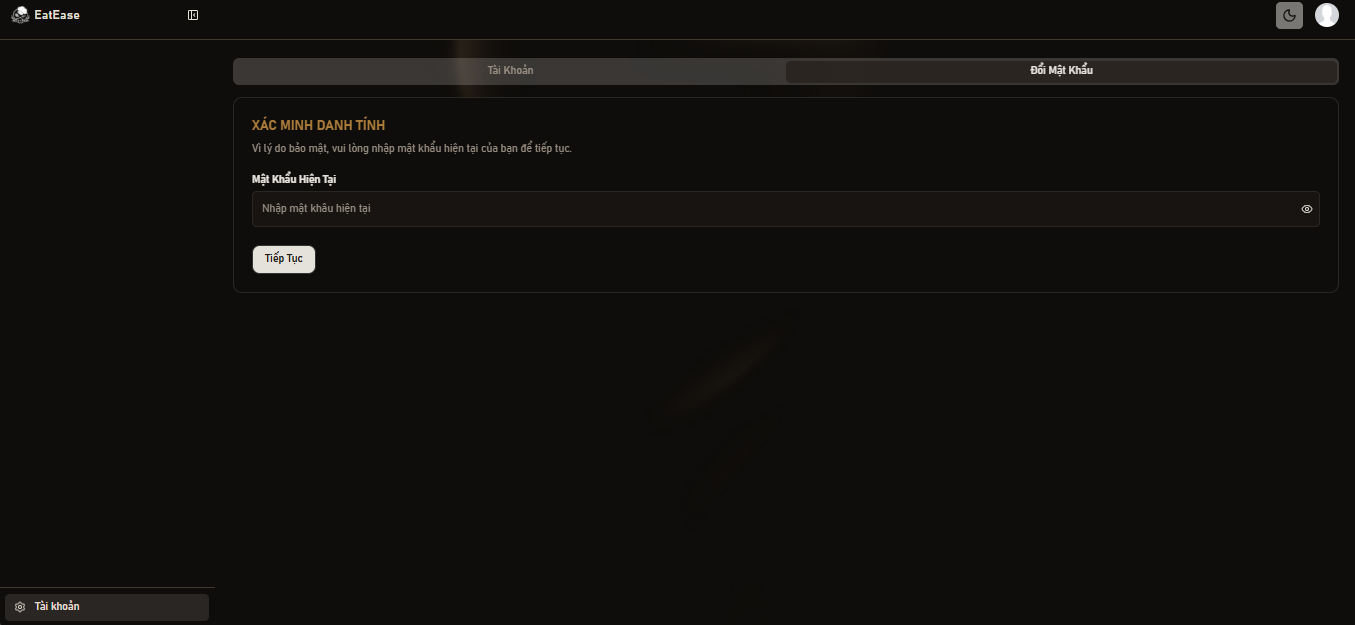 EatEase
Tài Khoản
Đổi Mật Khẩu
XÁC MINH DANH TÍNH
Vì lý do bảo mật, vui lòng nhập mật khẩu hiện tại của bạn để tiếp tục.
Mật Khẩu Hiện Tại
Nhập mật khẩu hiện tại
Tiếp Tục
Tài khoản